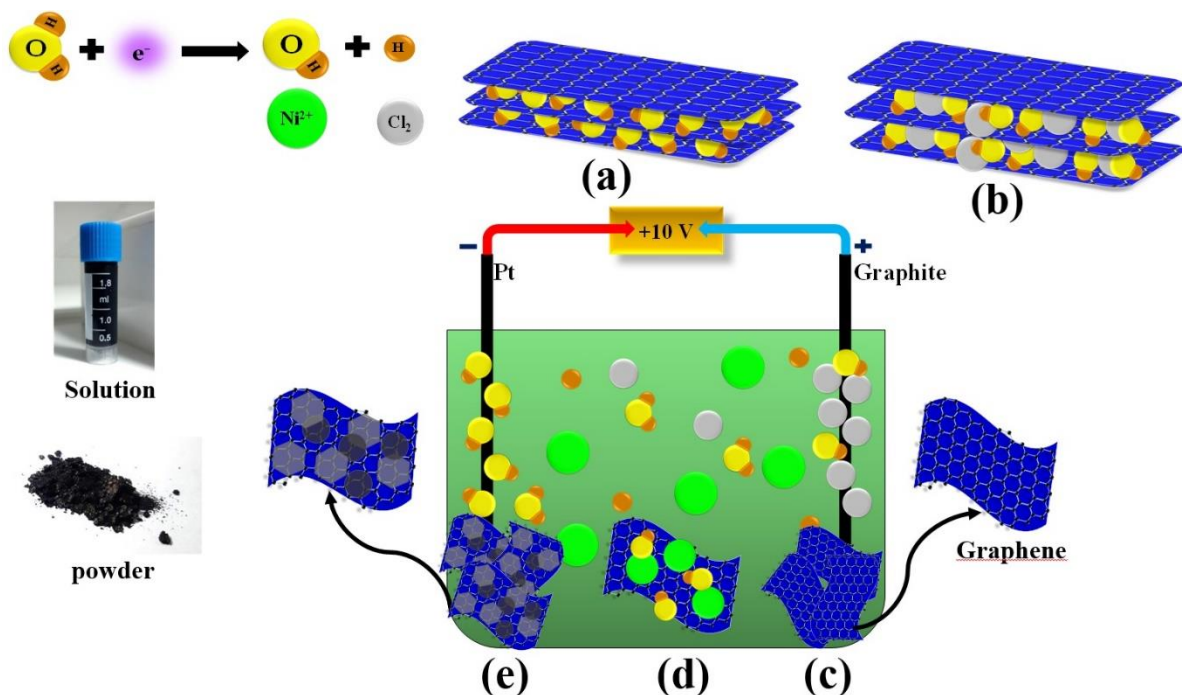 O H H + e⁻ → O H + H
Ni²⁺ Cl₂
(a)
(b)
1.8
ml
1.0
0.5
Solution
powder
− +10 V +
Pt
Graphite
Graphene
(e) (d) (c)